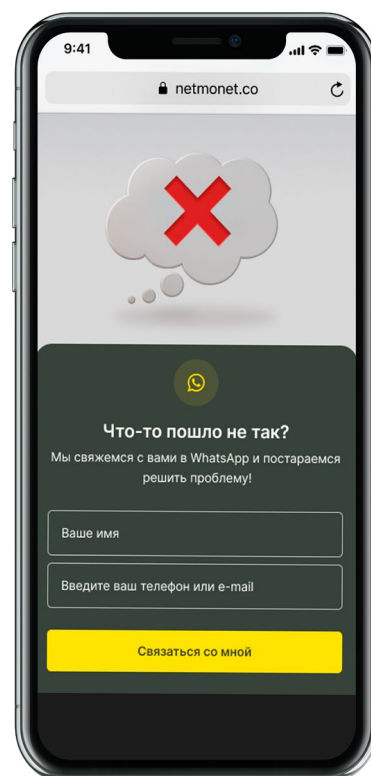 9:41
netmonet.co
Что-то пошло не так?
Мы свяжемся с вами в WhatsApp и постараемся
решить проблему!
Ваше имя
Введите ваш телефон или e-mail
Связаться со мной